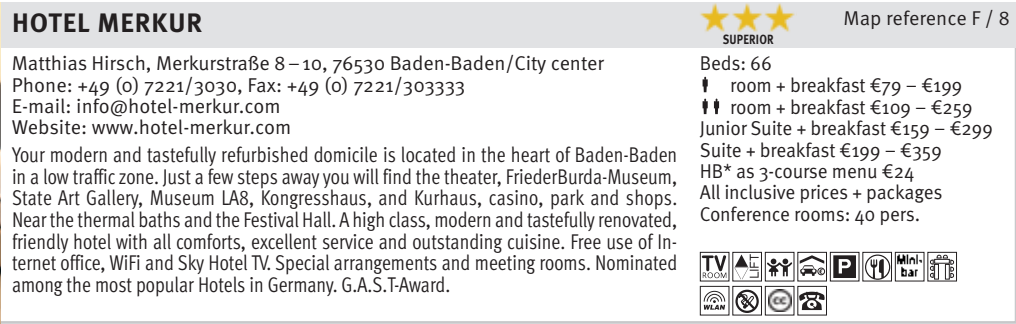 HOTEL MERKUR
SUPERIOR
Map reference F / 8
Matthias Hirsch, Merkurstraße 8 – 10, 76530 Baden-Baden/City center
Phone: +49 (0) 7221/3030, Fax: +49 (0) 7221/303333
E-mail: info@hotel-merkur.com
Website: www.hotel-merkur.com
Your modern and tastefully refurbished domicile is located in the heart of Baden-Baden
in a low traffic zone. Just a few steps away you will find the theater, FriederBurda-Museum,
State Art Gallery, Museum LA8, Kongresshaus, and Kurhaus, casino, park and shops.
Near the thermal baths and the Festival Hall. A high class, modern and tastefully renovated,
friendly hotel with all comforts, excellent service and outstanding cuisine. Free use of In-
ternet office, WiFi and Sky Hotel TV. Special arrangements and meeting rooms. Nominated
among the most popular Hotels in Germany. G.A.S.T-Award.
Beds: 66
room + breakfast €79 – €199
room + breakfast €109 – €259
Junior Suite + breakfast €159 – €299
Suite + breakfast €199 – €359
HB* as 3-course menu €24
All inclusive prices + packages
Conference rooms: 40 pers.
TV ROOM LIFT P Mini-bar
WLAN CC